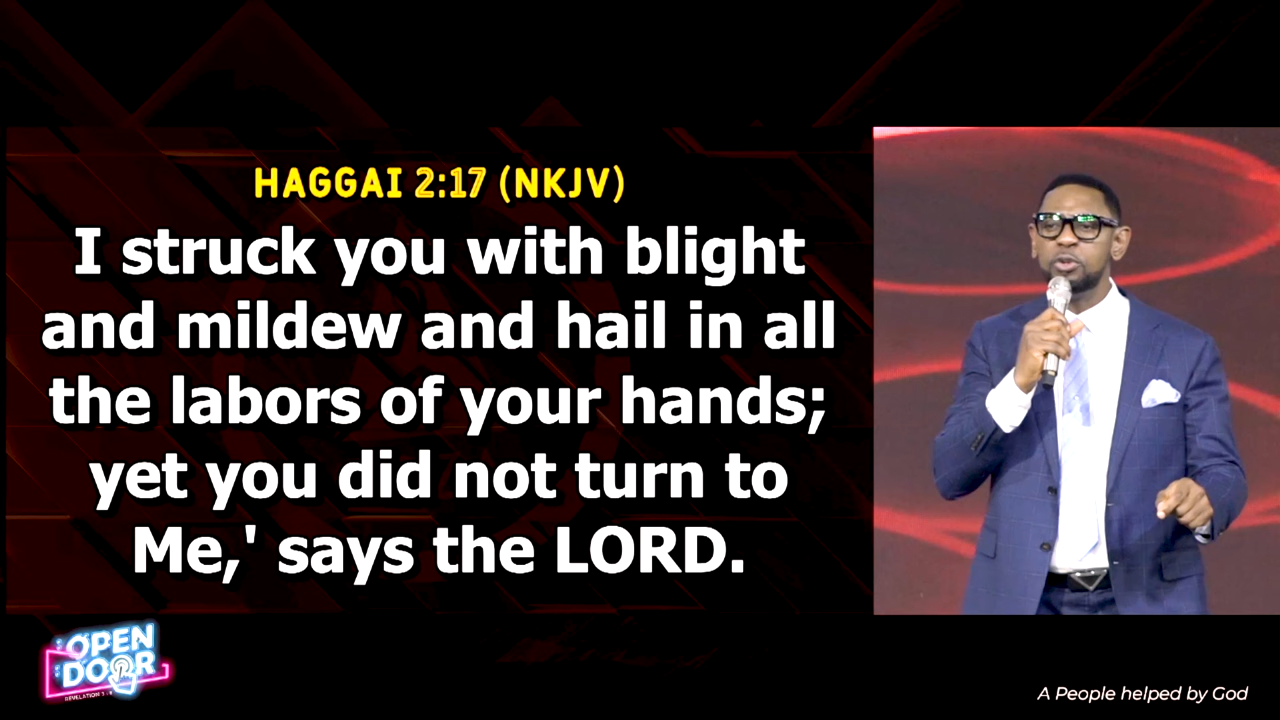 HAGGAI 2:17 (NKJV)
I struck you with blight
and mildew and hail in all
the labors of your hands;
yet you did not turn to
Me,' says the LORD.
OPEN
DOOR
A People helped by God